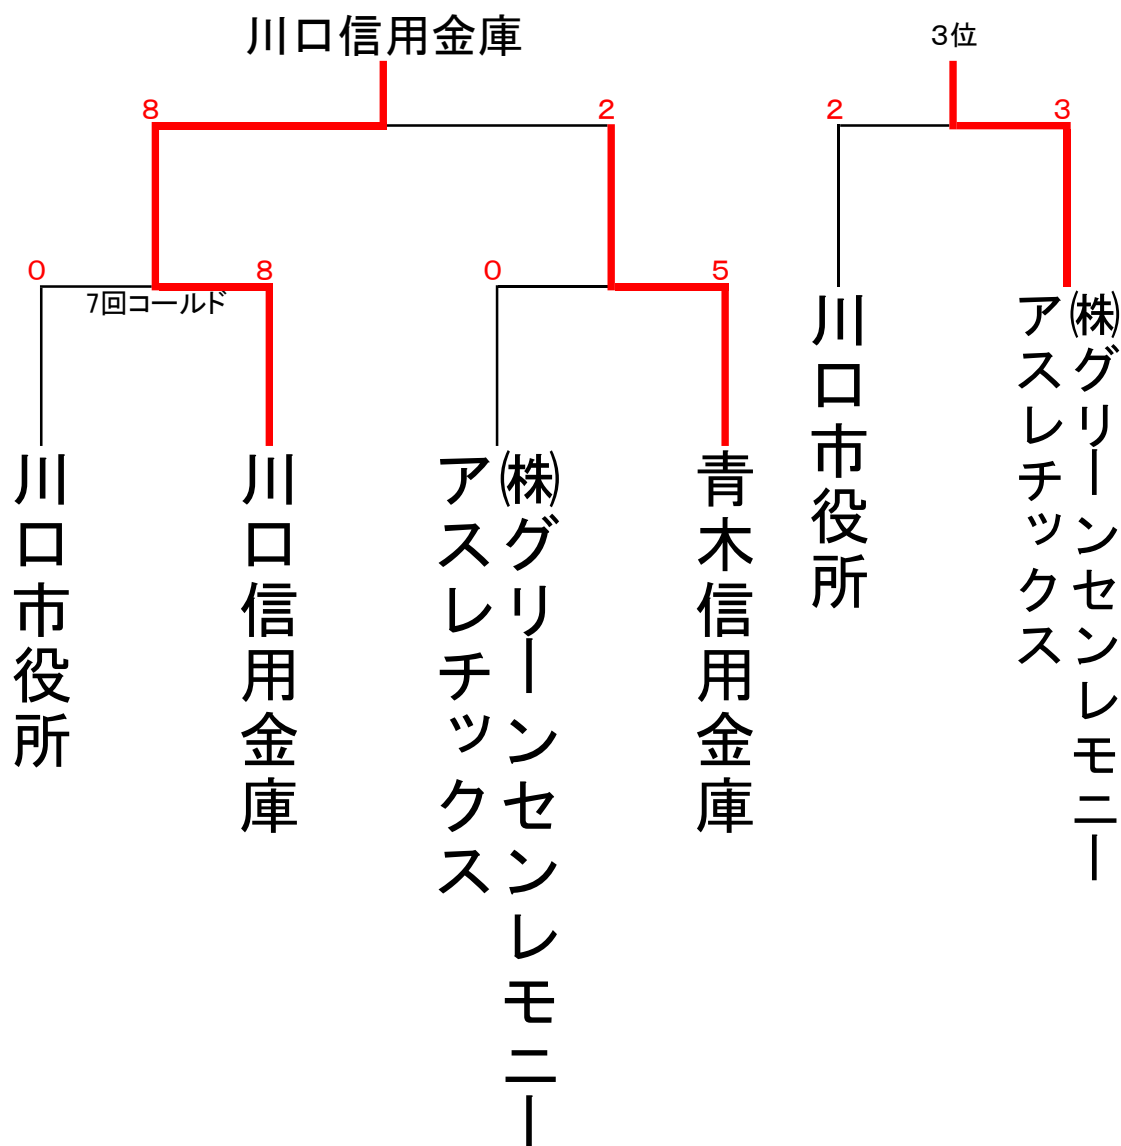 川口信用金庫
3位
8
2
2
3
0
8
0
5
7回コールド
川口市役所
川口信用金庫
㈱グリーンセンレモニー
アスレチックス
青木信用金庫
川口市役所
㈱グリーンセンレモニー
アスレチックス